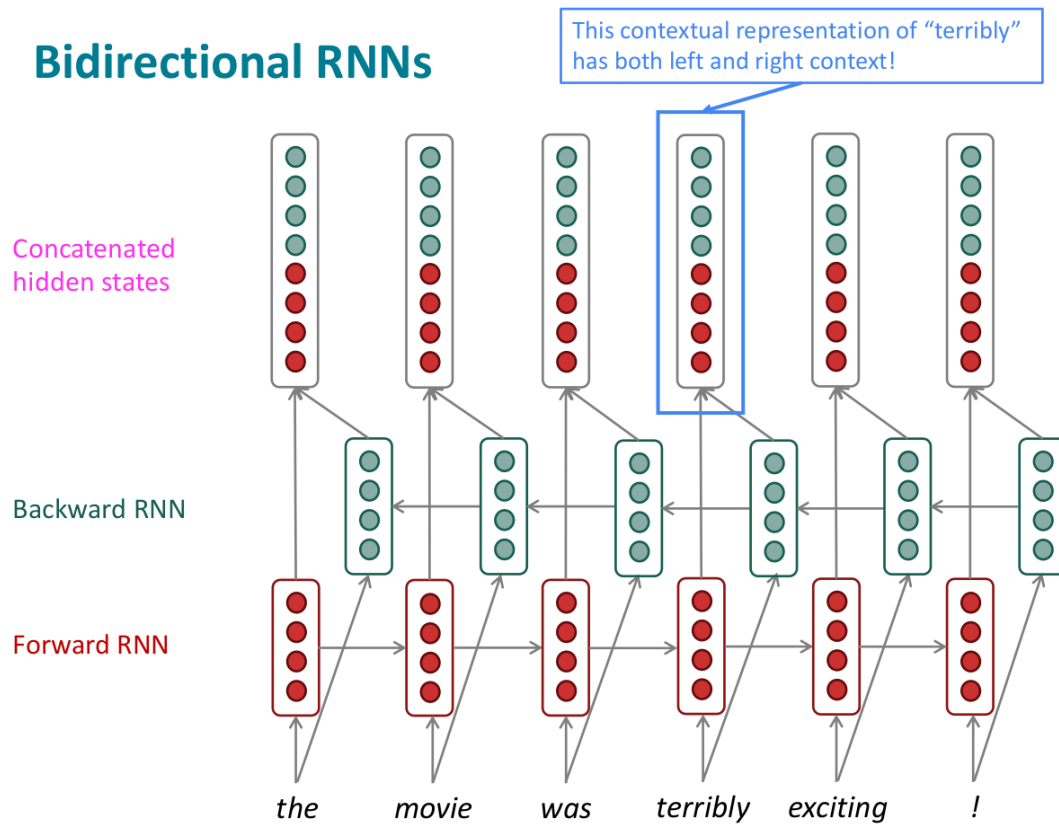 Bidirectional RNNs
This contextual representation of “terribly”
has both left and right context!
Concatenated
hidden states
Backward RNN
Forward RNN
the movie was terribly exciting !